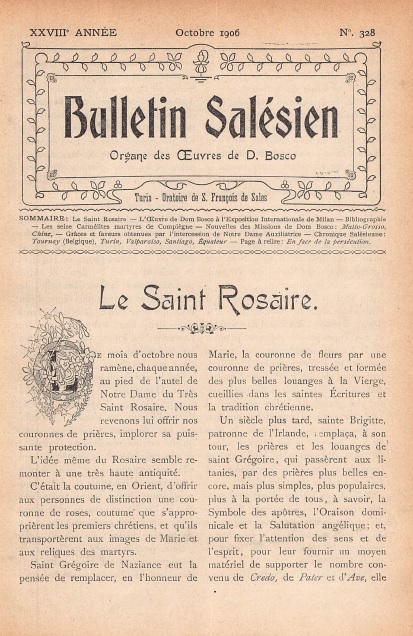 XXVIIIᵉ ANNÉE Octobre 1906 Nº. 328
Bulletin Salésien
Organe des Œuvres de D. Bosco
Turin - Oratoire de S. François de Sales
SOMMAIRE: Le Saint Rosaire — L'Œuvre de Dom Bosco à l'Exposition Internationale de Milan — Bibliographie
— Les seize Carmélites martyres de Compiègne — Nouvelles des Missions de Dom Bosco: Matto-Grosso,
Chine, — Grâces et faveurs obtenues par l'intercession de Notre Dame Auxiliatrice — Chronique Salésienne:
Tournay (Belgique), Turin, Valparaiso, Santiago, Equateur — Page à relire: En face de la persécution.
Le Saint Rosaire.
LE mois d'octobre nous
ramène, chaque année,
au pied de l'autel de
Notre Dame du Très
Saint Rosaire. Nous
revenons lui offrir nos
couronnes de prières, implorer sa puis-
sante protection.
L'idée même du Rosaire semble re-
monter à une très haute antiquité.
C'était la coutume, en Orient, d'offrir
aux personnes de distinction une cou-
ronne de roses, coutume que s'appro-
prièrent les premiers chrétiens, et qu'ils
transportèrent aux images de Marie et
aux reliques des martyrs.
Saint Grégoire de Naziance eut la
pensée de remplacer, en l'honneur de
Marie, la couronne de fleurs par une
couronne de prières, tressée et formée
des plus belles louanges à la Vierge,
cueillies dans les saintes Écritures et
la tradition chrétienne.
Un siècle plus tard, sainte Brigitte,
patronne de l'Irlande, remplaça, à son
tour, les prières et les louanges de
saint Grégoire, qui passèrent aux li-
tanies, par des prières plus belles en-
core, mais plus simples, plus populaires,
plus à la portée de tous, à savoir, le
Symbole des apôtres, l'Oraison domi-
nicale et la Salutation angélique; et,
pour fixer l'attention des sens et de
l'esprit, pour leur fournir un moyen
matériel de supporter le nombre con-
venu de Credo, de Pater et d'Ave, elle